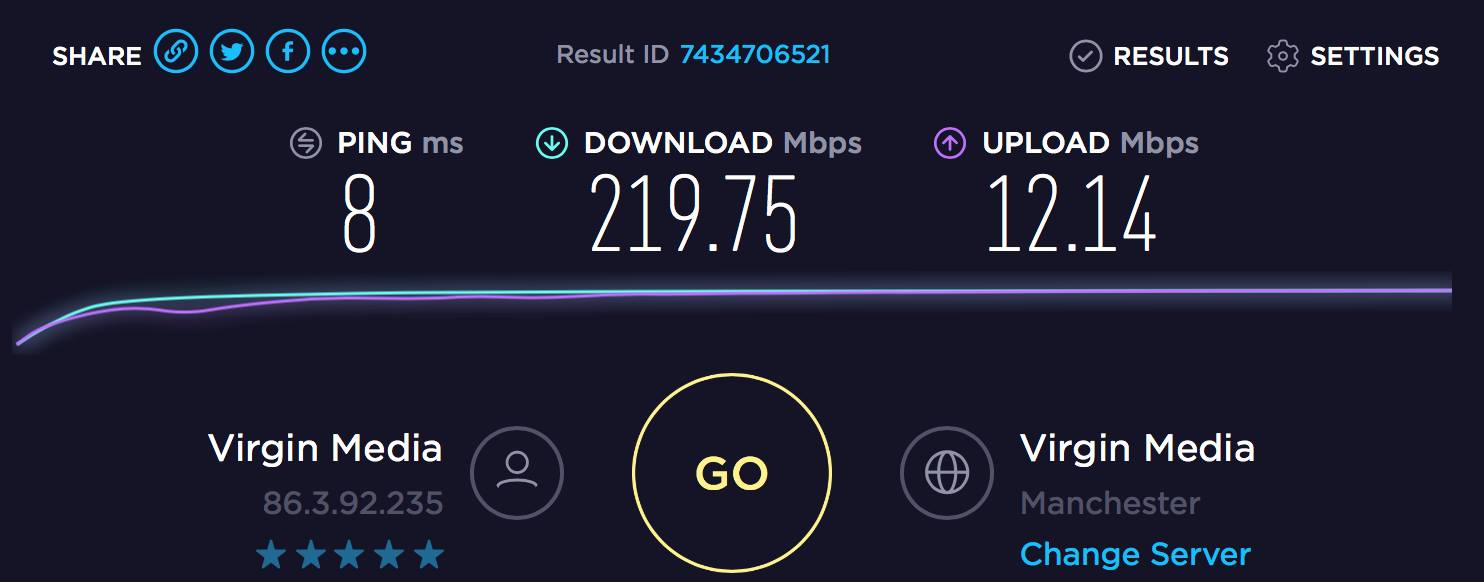 SHARE Result ID 7434706521 RESULTS SETTINGS
PING ms DOWNLOAD Mbps UPLOAD Mbps
8 219.75 12.14
GO
Virgin Media Virgin Media
86.3.92.235 Manchester
Change Server